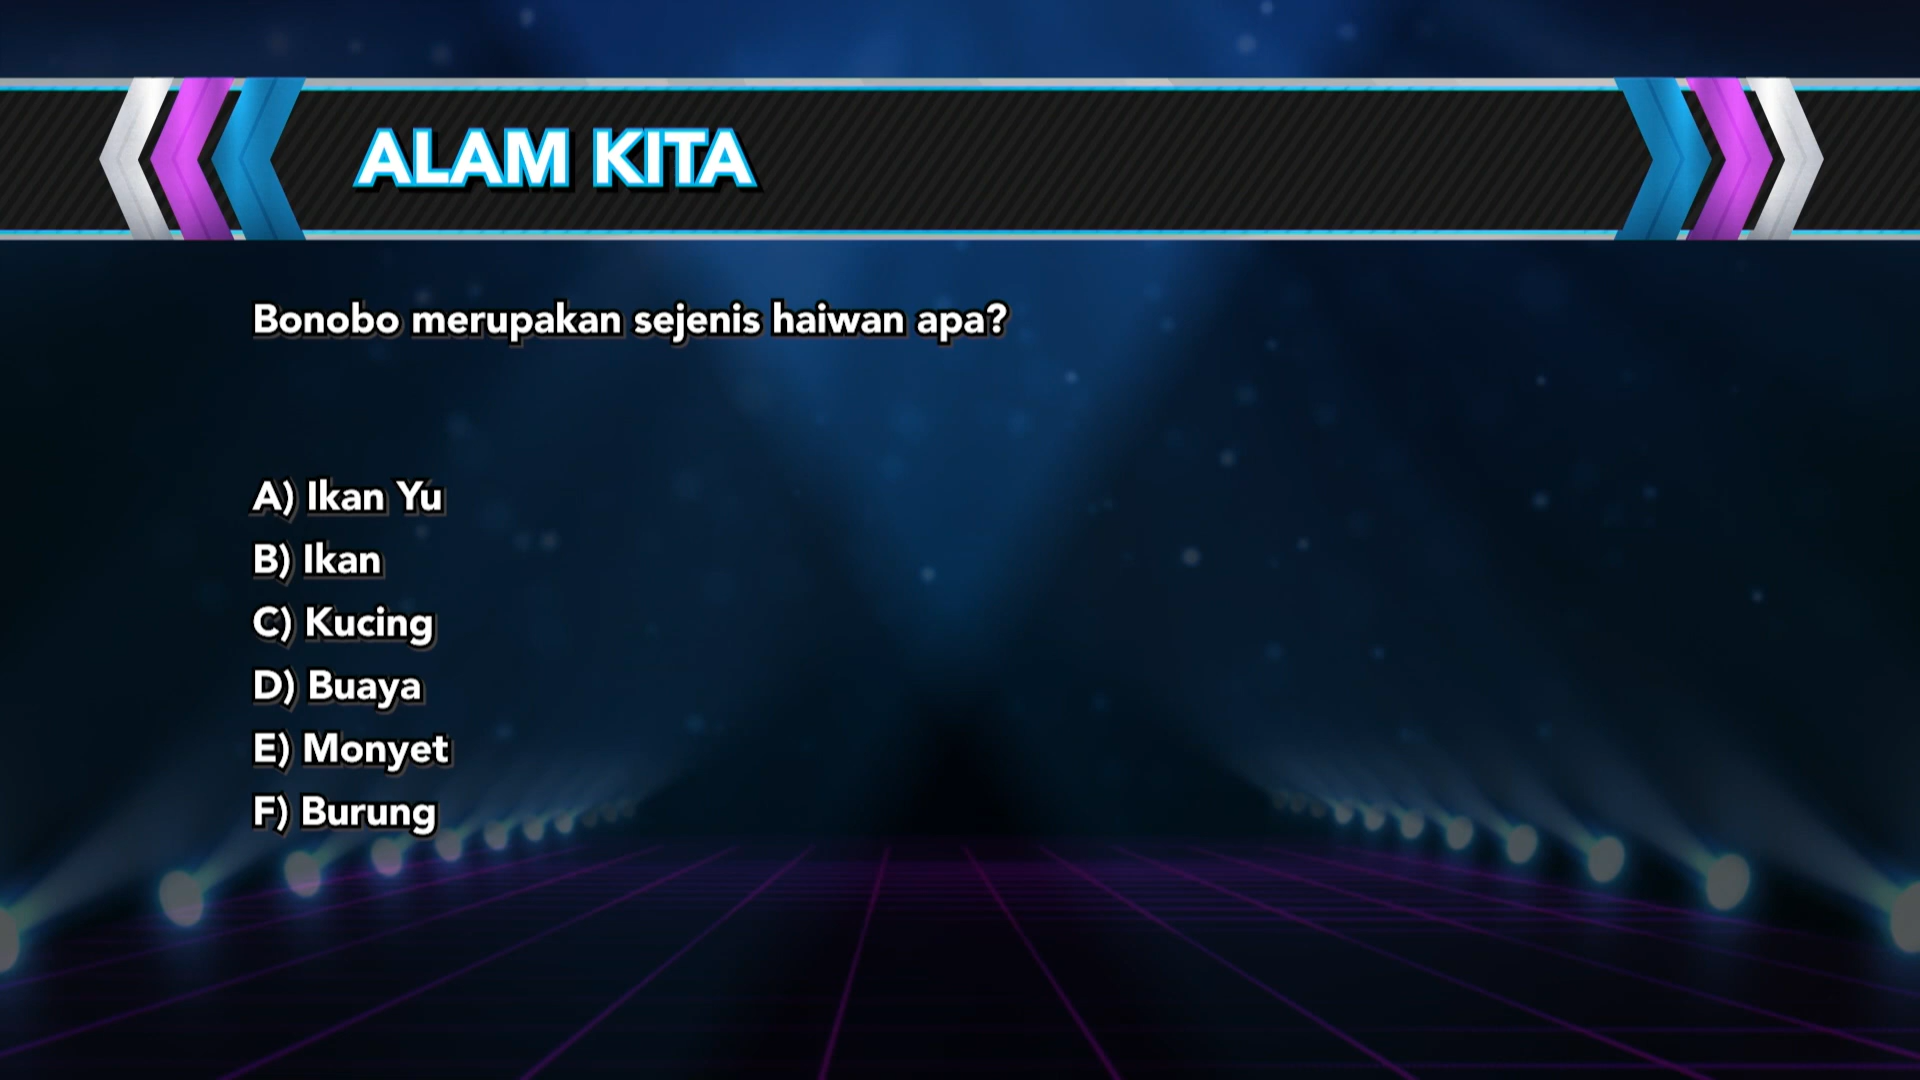 ALAM KITA
Bonobo merupakan sejenis haiwan apa?
A) Ikan Yu
B) Ikan
C) Kucing
D) Buaya
E) Monyet
F) Burung